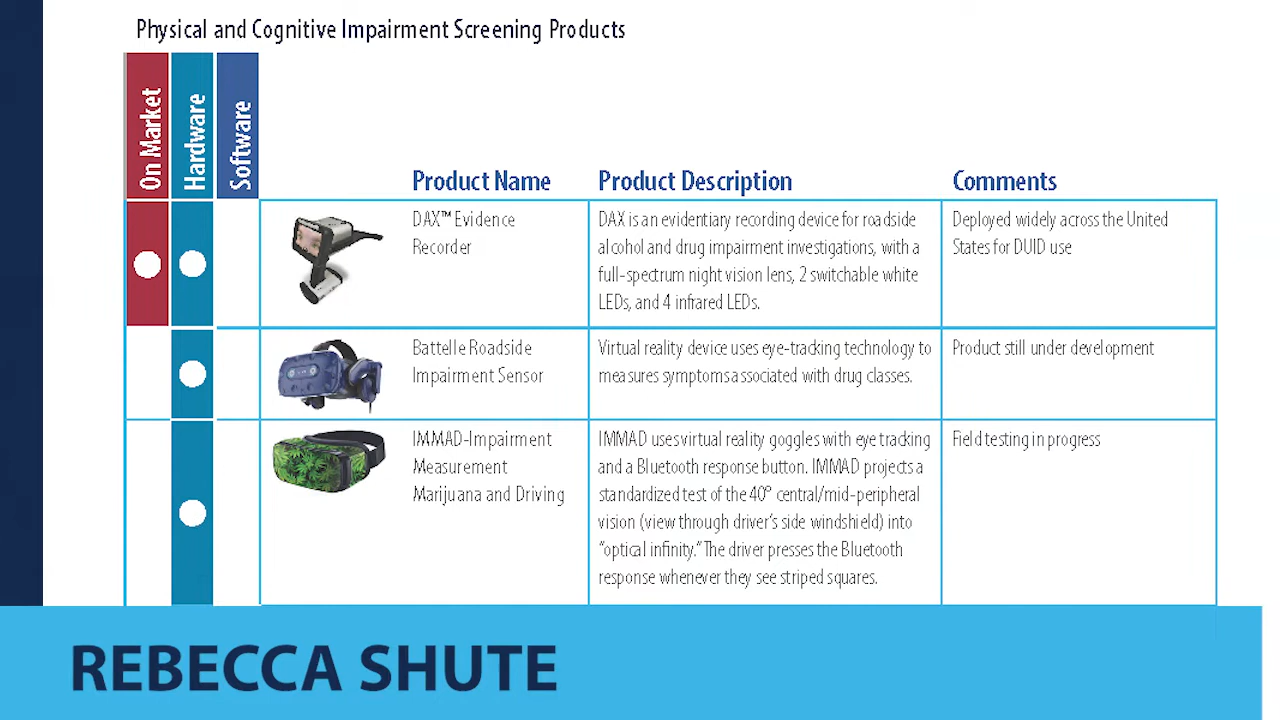 Physical and Cognitive Impairment Screening Products
On Market
Hardware
Software
Product Name
Product Description
Comments
DAX™ Evidence
Recorder
DAX is an evidentiary recording device for roadside
alcohol and drug impairment investigations, with a
full-spectrum night vision lens, 2 switchable white
LEDs, and 4 infrared LEDs.
Deployed widely across the United
States for DUID use
Battelle Roadside
Impairment Sensor
Virtual reality device uses eye-tracking technology to
measures symptoms associated with drug classes.
Product still under development
IMMAD-Impairment
Measurement
Marijuana and Driving
IMMAD uses virtual reality goggles with eye tracking
and a Bluetooth response button. IMMAD projects a
standardized test of the 40° central/mid-peripheral
vision (view through driver's side windshield) into
“optical infinity.” The driver presses the Bluetooth
response whenever they see striped squares.
Field testing in progress
REBECCA SHUTE